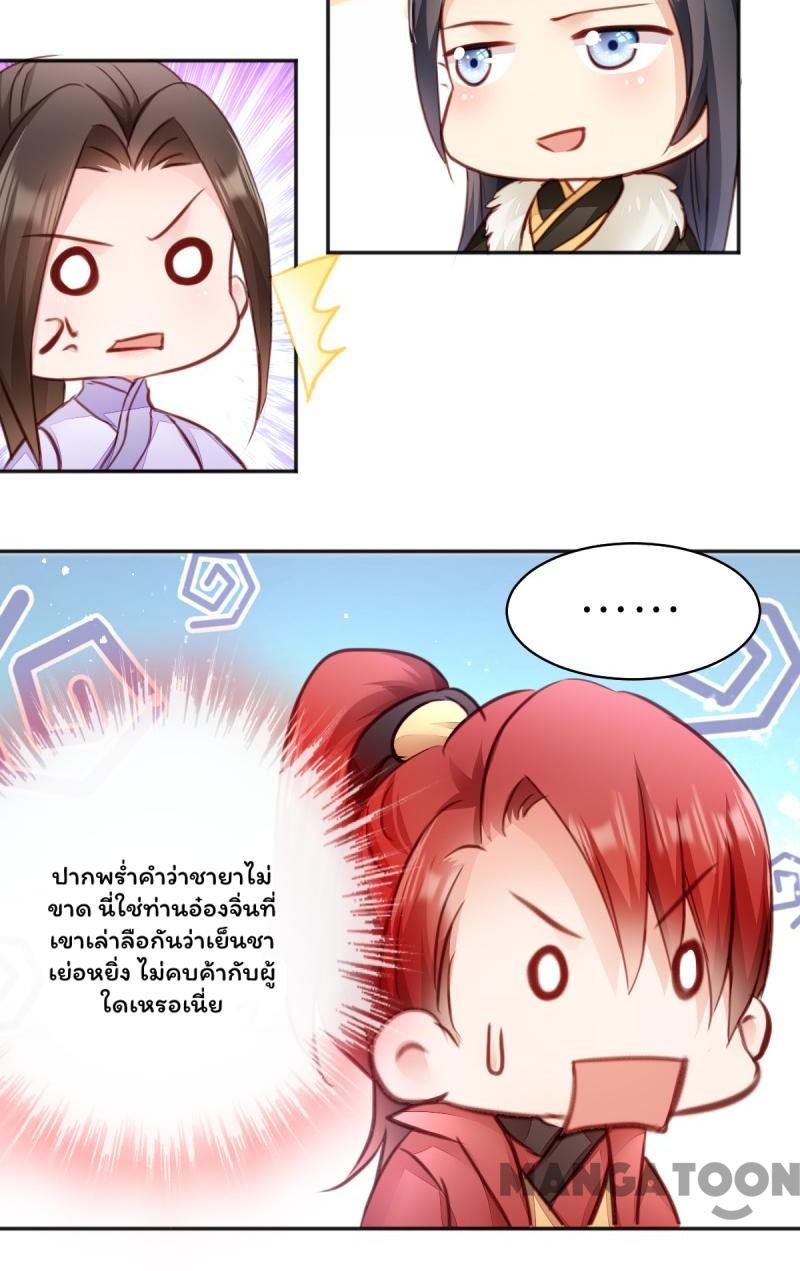 ......
ปากพร่ำคำว่าชายาไม่
ขาด นี่ใช่ท่านอ๋องจิ่นที่
เขาเล่าลือกันว่าเย็นชา
เย่อหยิ่ง ไม่คบค้ากับผู้
ใดเหรอเนี่ย
MANGATOON